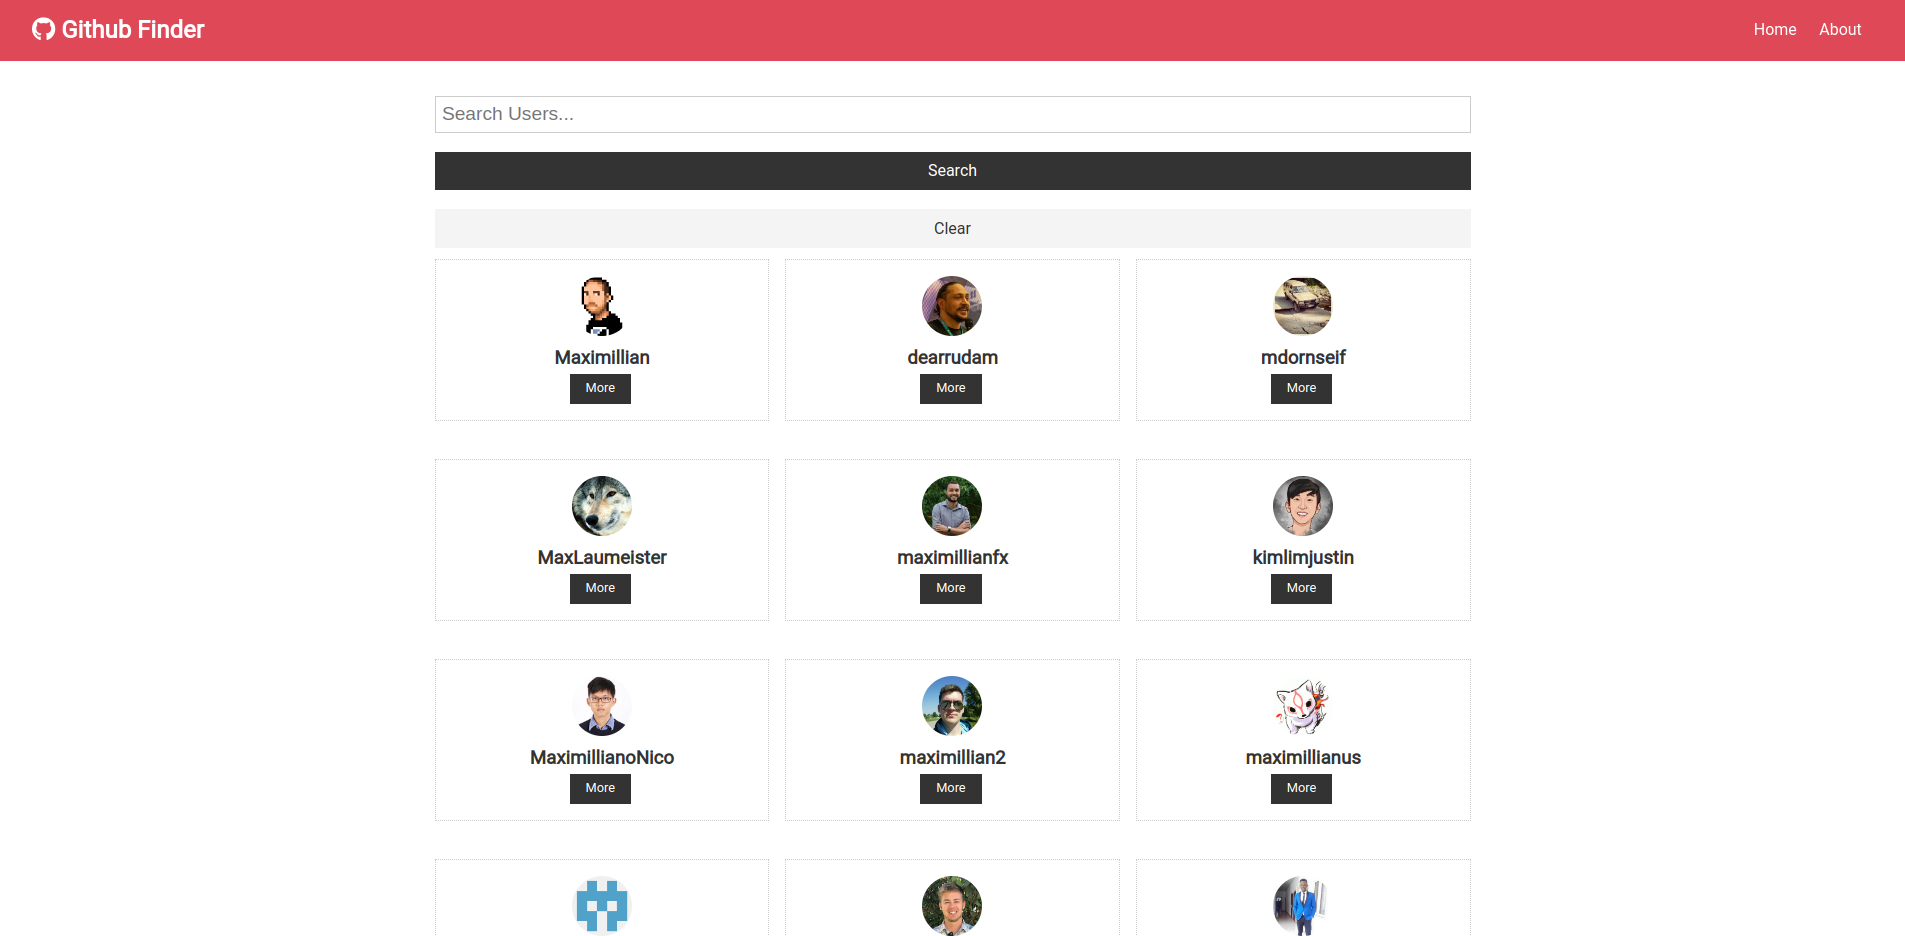 Github Finder
Home About
Search Users...
Search
Clear
Maximillian dearrudam mdornseif
More More More
MaxLaumeister maximillianfx kimlimjustin
More More More
MaximillianoNico maximillian2 maximillianus
More More More